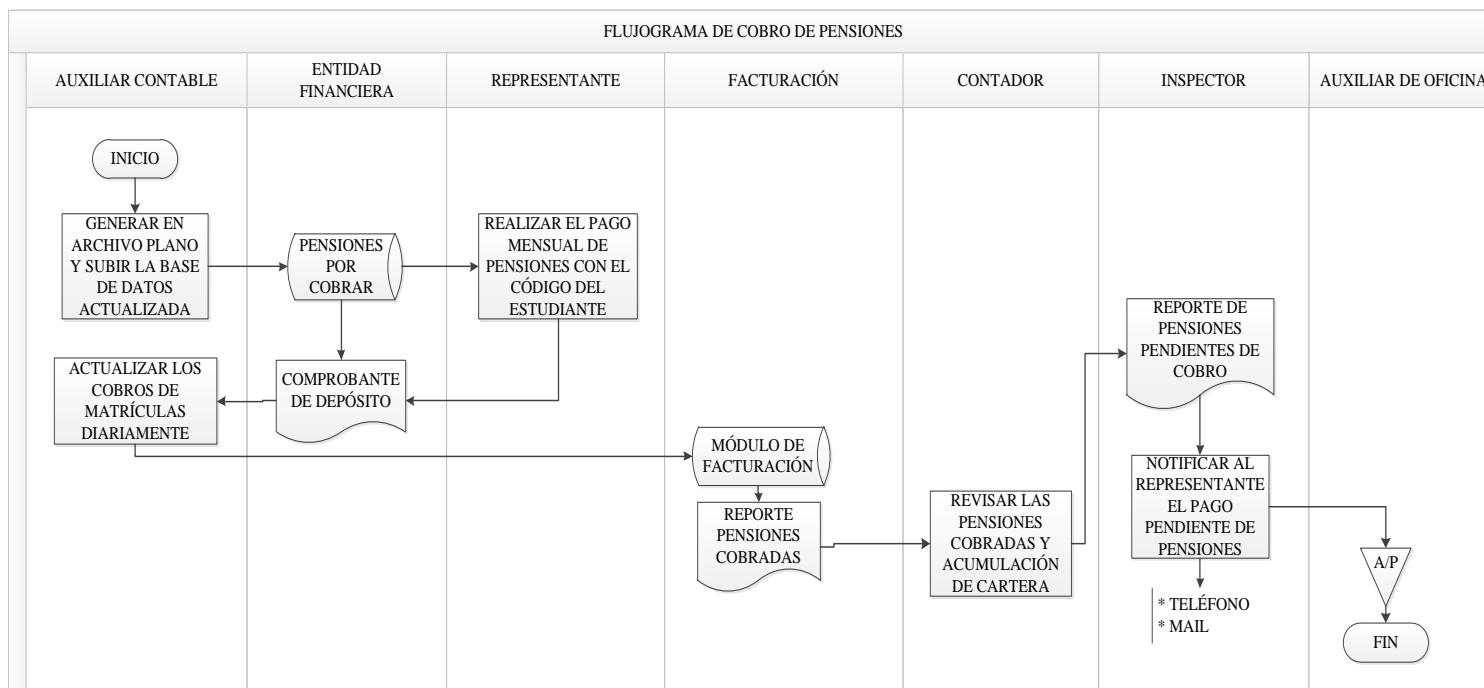 FLUJOGRAMA DE COBRO DE PENSIONES
AUXILIAR CONTABLE
ENTIDAD
FINANCIERA
REPRESENTANTE
FACTURACIÓN
CONTADOR
INSPECTOR
AUXILIAR DE OFICINA
INICIO
GENERAR EN
ARCHIVO PLANO
Y SUBIR LA BASE
DE DATOS
ACTUALIZADA
PENSIONES
POR
COBRAR
REALIZAR EL PAGO
MENSUAL DE
PENSIONES CON EL
CÓDIGO DEL
ESTUDIANTE
ACTUALIZAR LOS
COBROS DE
MATRÍCULAS
DIARIAMENTE
COMPROBANTE
DE DEPÓSITO
MÓDULO DE
FACTURACIÓN
REPORTE
PENSIONES
COBRADAS
REVISAR LAS
PENSIONES
COBRADAS Y
ACUMULACIÓN
DE CARTERA
REPORTE DE
PENSIONES
PENDIENTES DE
COBRO
NOTIFICAR AL
REPRESENTANTE
EL PAGO
PENDIENTE DE
PENSIONES
* TELÉFONO
* MAIL
A/P
FIN